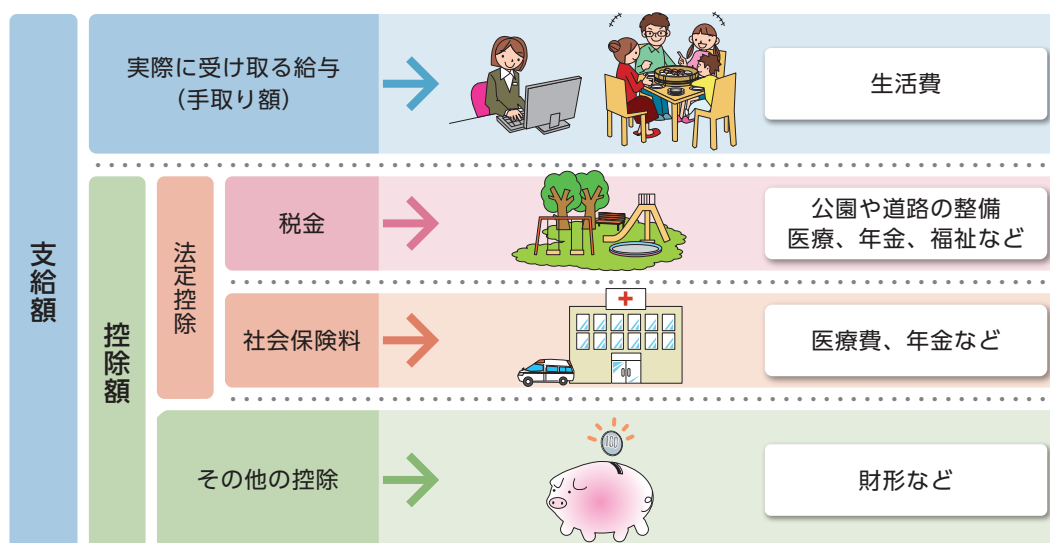 支給額
実際に受け取る給与
（手取り額）
生活費
控除額
法定控除
税金
公園や道路の整備
医療、年金、福祉など
社会保険料
医療費、年金など
その他の控除
100
財形など